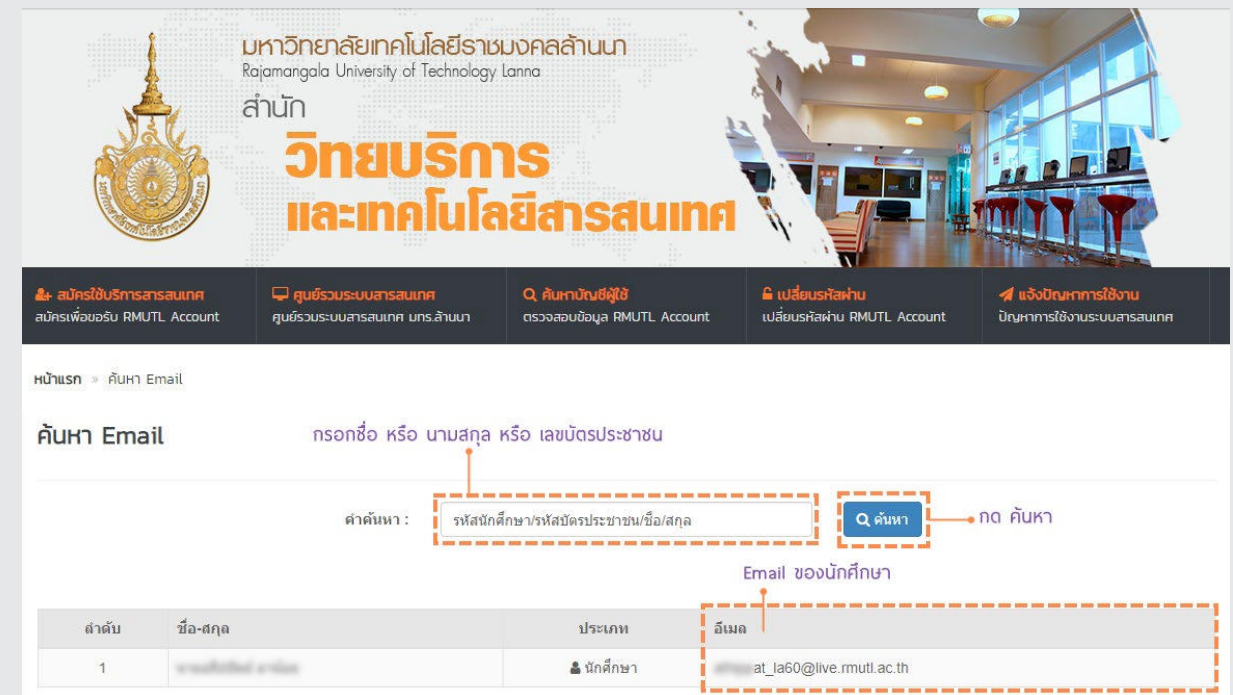 มหาวิทยาลัยเทคโนโลยีราชมงคลล้านนา
Rajamangala University of Technology Lanna
สำนัก
วิทยบริการ
และเทคโนโลยีสารสนเทศ
สมัครใช้บริการสารสนเทศ
สมัครเพื่อขอรับ RMUTL Account
ศูนย์รวมระบบสารสนเทศ
ศูนย์รวมระบบสารสนเทศ มทร.ล้านนา
ค้นหาบัญชีผู้ใช้
ตรวจสอบข้อมูล RMUTL Account
เปลี่ยนรหัสผ่าน
เปลี่ยนรหัสผ่าน RMUTL Account
แจ้งปัญหาการใช้งาน
ปัญหาการใช้งานระบบสารสนเทศ
หน้าแรก » ค้นหา Email
ค้นหา Email
กรอกชื่อ หรือ นามสกุล หรือ เลขบัตรประชาชน
คำค้นหา : รหัสนักศึกษา/รหัสบัตรประชาชน/ชื่อ/สกุล ค้นหา กด ค้นหา
Email ของนักศึกษา
ลำดับ ชื่อ-สกุล ประเภท อีเมล
1 นักศึกษา at_la60@live.rmutl.ac.th